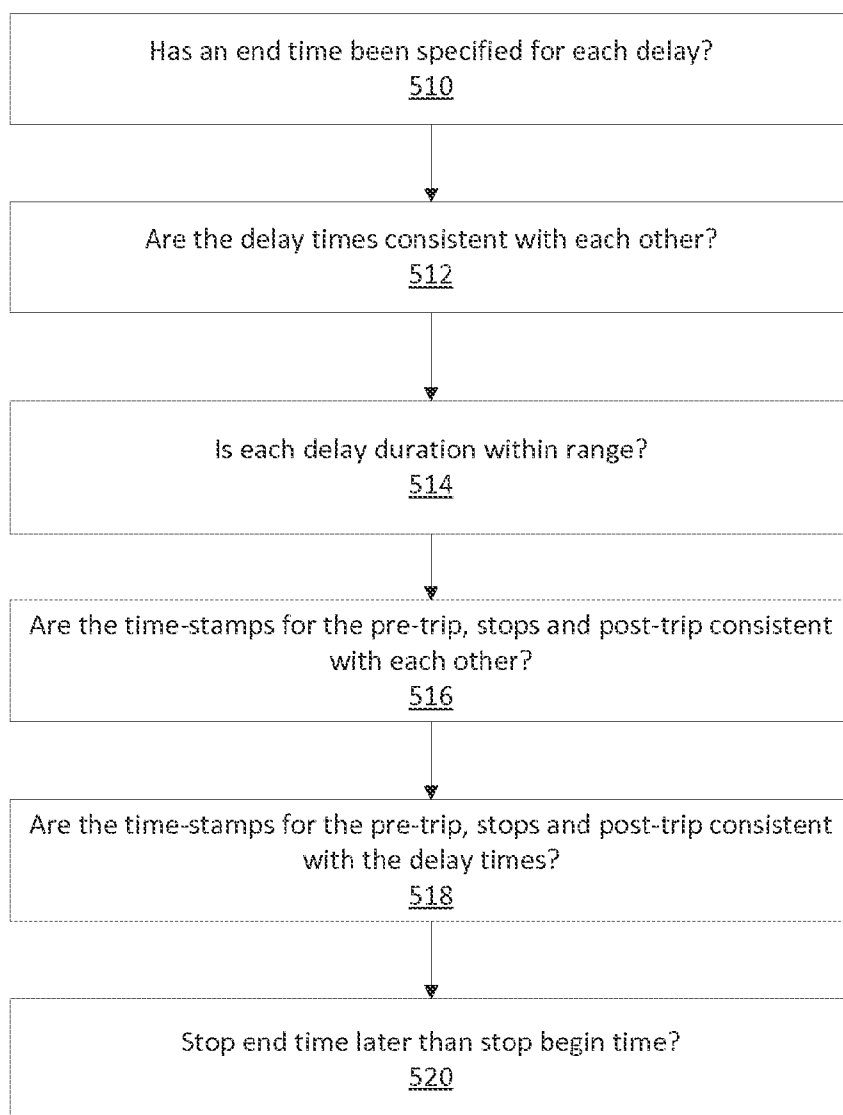 Has an end time been specified for each delay?
510
Are the delay times consistent with each other?
512
Is each delay duration within range?
514
Are the time-stamps for the pre-trip, stops and post-trip consistent
with each other?
516
Are the time-stamps for the pre-trip, stops and post-trip consistent
with the delay times?
518
Stop end time later than stop begin time?
520